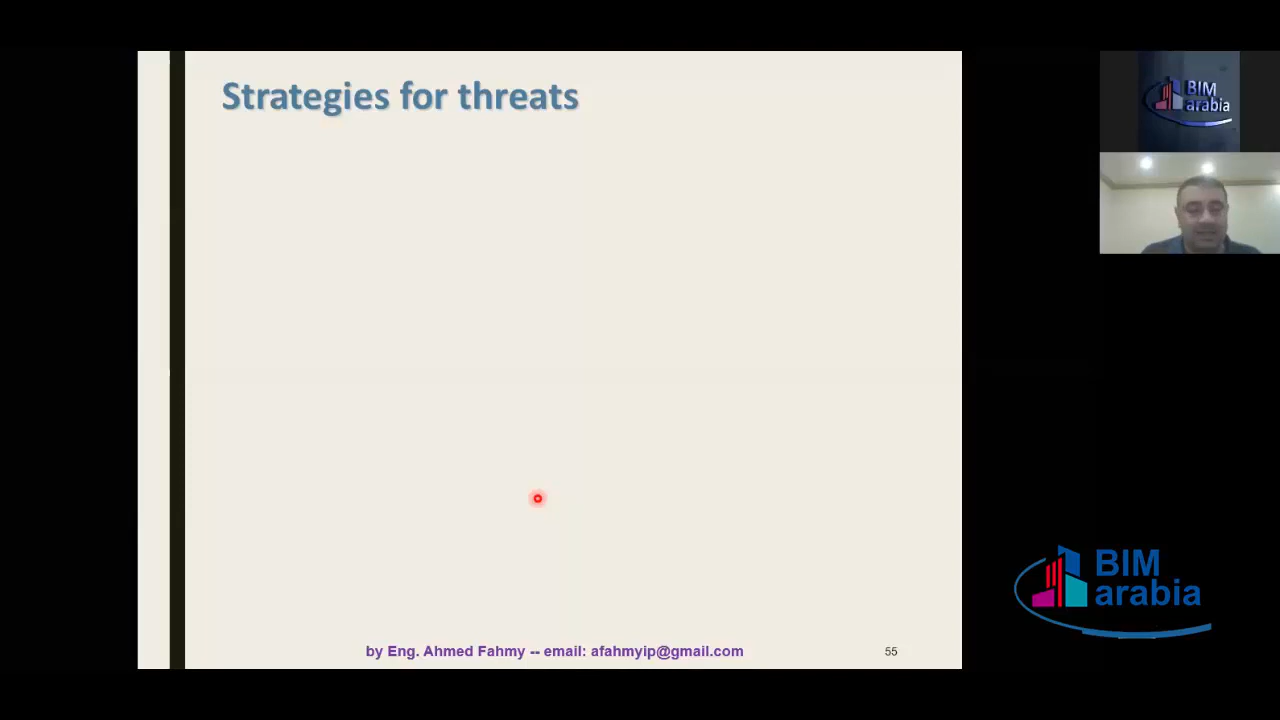 Strategies for threats
BIM
arabia
BIM
arabia
by Eng. Ahmed Fahmy -- email: afahmyip@gmail.com
55